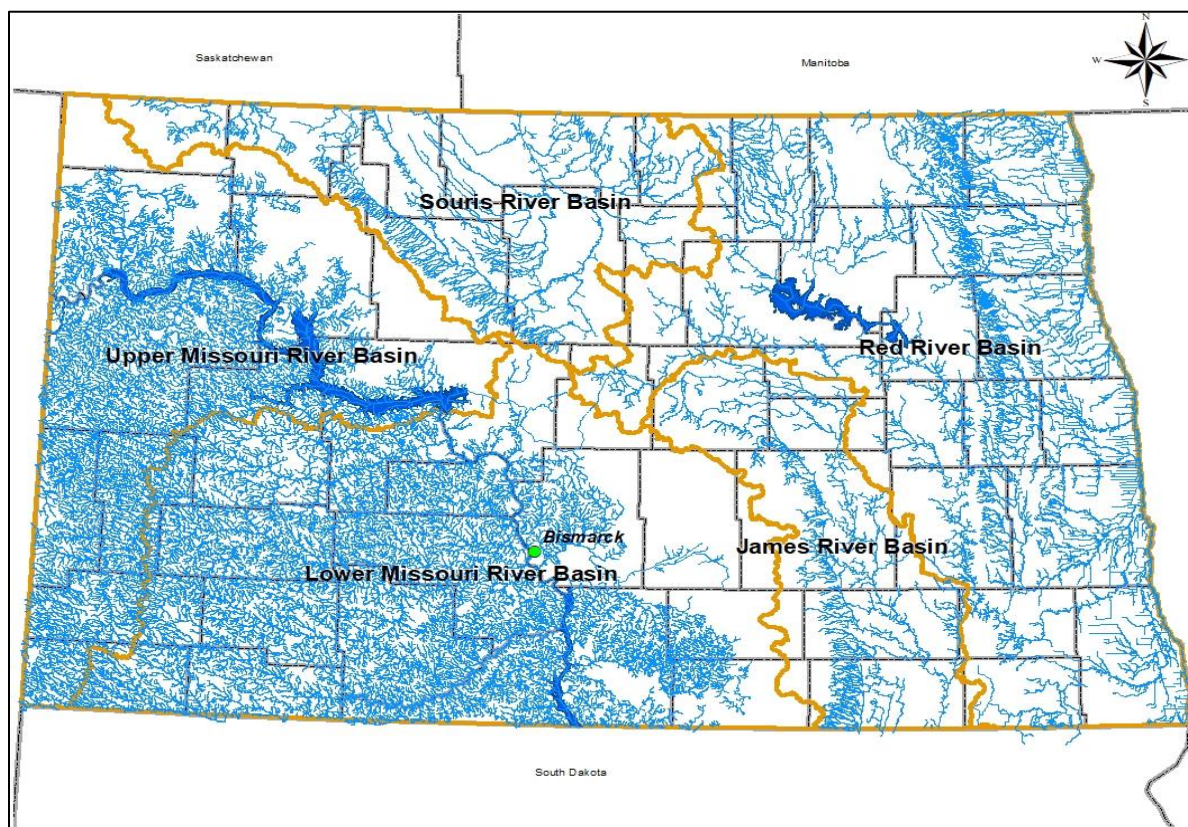 N
Saskatchewan
Manitoba
W
E
S
Souris River Basin
Upper Missouri River Basin
Red River Basin
Bismarck
James River Basin
Lower Missouri River Basin
South Dakota